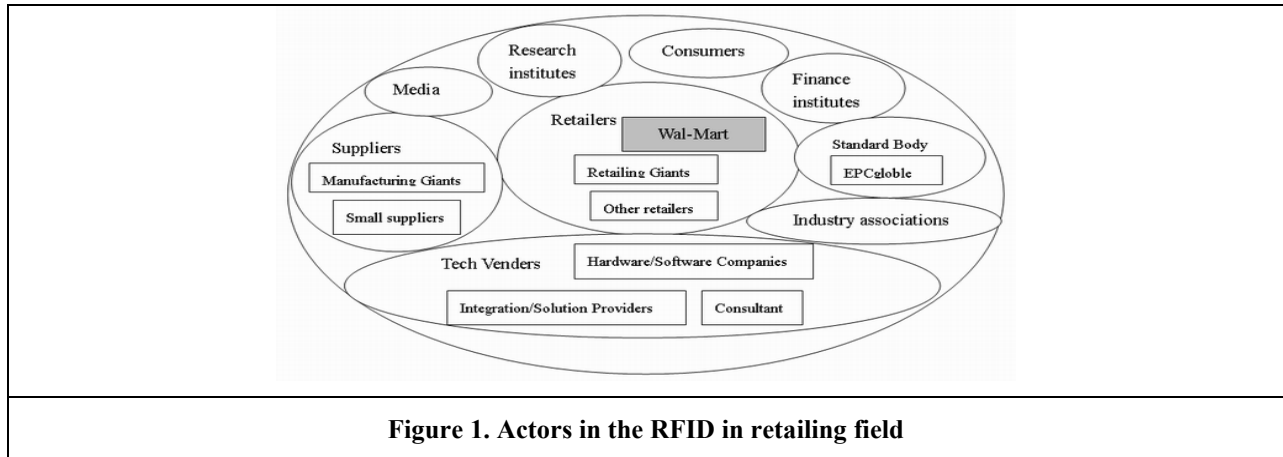 Research
institutes
Consumers
Media
Finance
institutes
Retailers
Wal-Mart
Suppliers
Standard Body
Manufacturing Giants
Retailing Giants
EPCgloble
Small suppliers
Other retailers
Industry associations
Tech Venders
Hardware/Software Companies
Integration/Solution Providers
Consultant
Figure 1. Actors in the RFID in retailing field